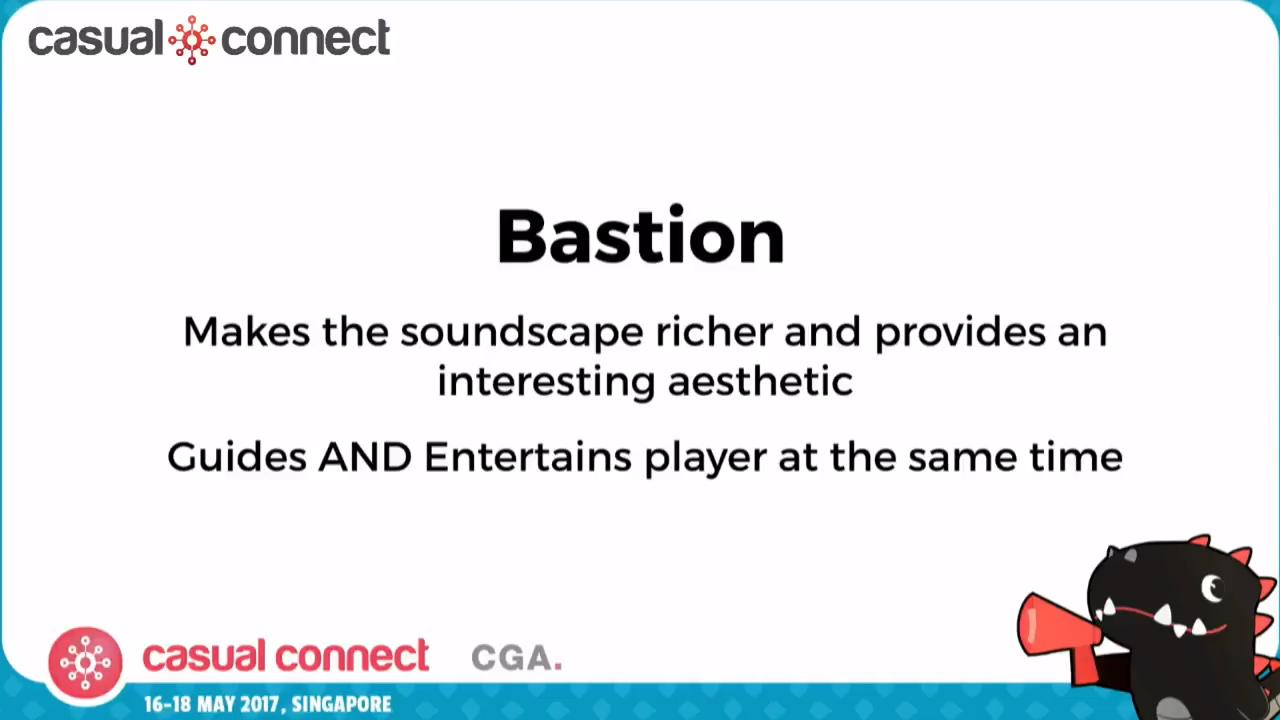 casual connect
Bastion
Makes the soundscape richer and provides an
interesting aesthetic
Guides AND Entertains player at the same time
casual connect CGA.
16-18 MAY 2017, SINGAPORE